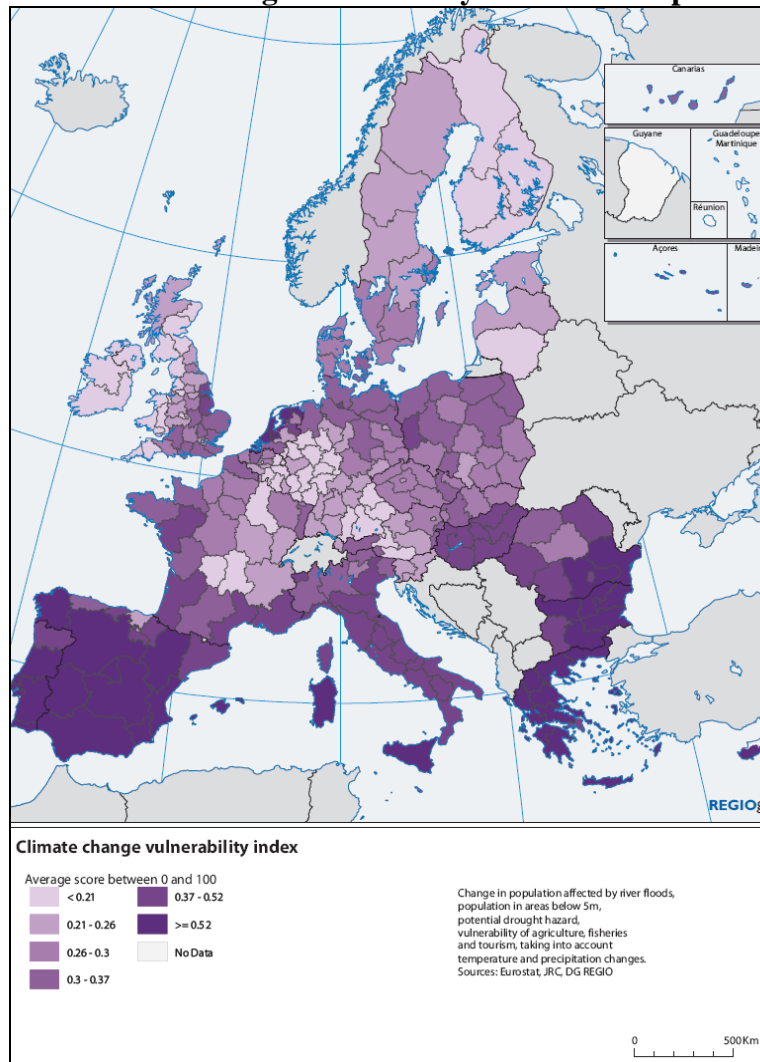 Canarias
Guyane
Guadeloupe
Martinique
Réunion
Açores
Madei
REGIOg
Climate change vulnerability index
Average score between 0 and 100
< 0.21
0.21 - 0.26
0.26 - 0.3
0.3 - 0.37
0.37 - 0.52
>= 0.52
No Data
Change in population affected by river floods,
population in areas below 5m,
potential drought hazard,
vulnerability of agriculture, fisheries
and tourism, taking into account
temperature and precipitation changes.
Sources: Eurostat, JRC, DG REGIO
0 500 Km